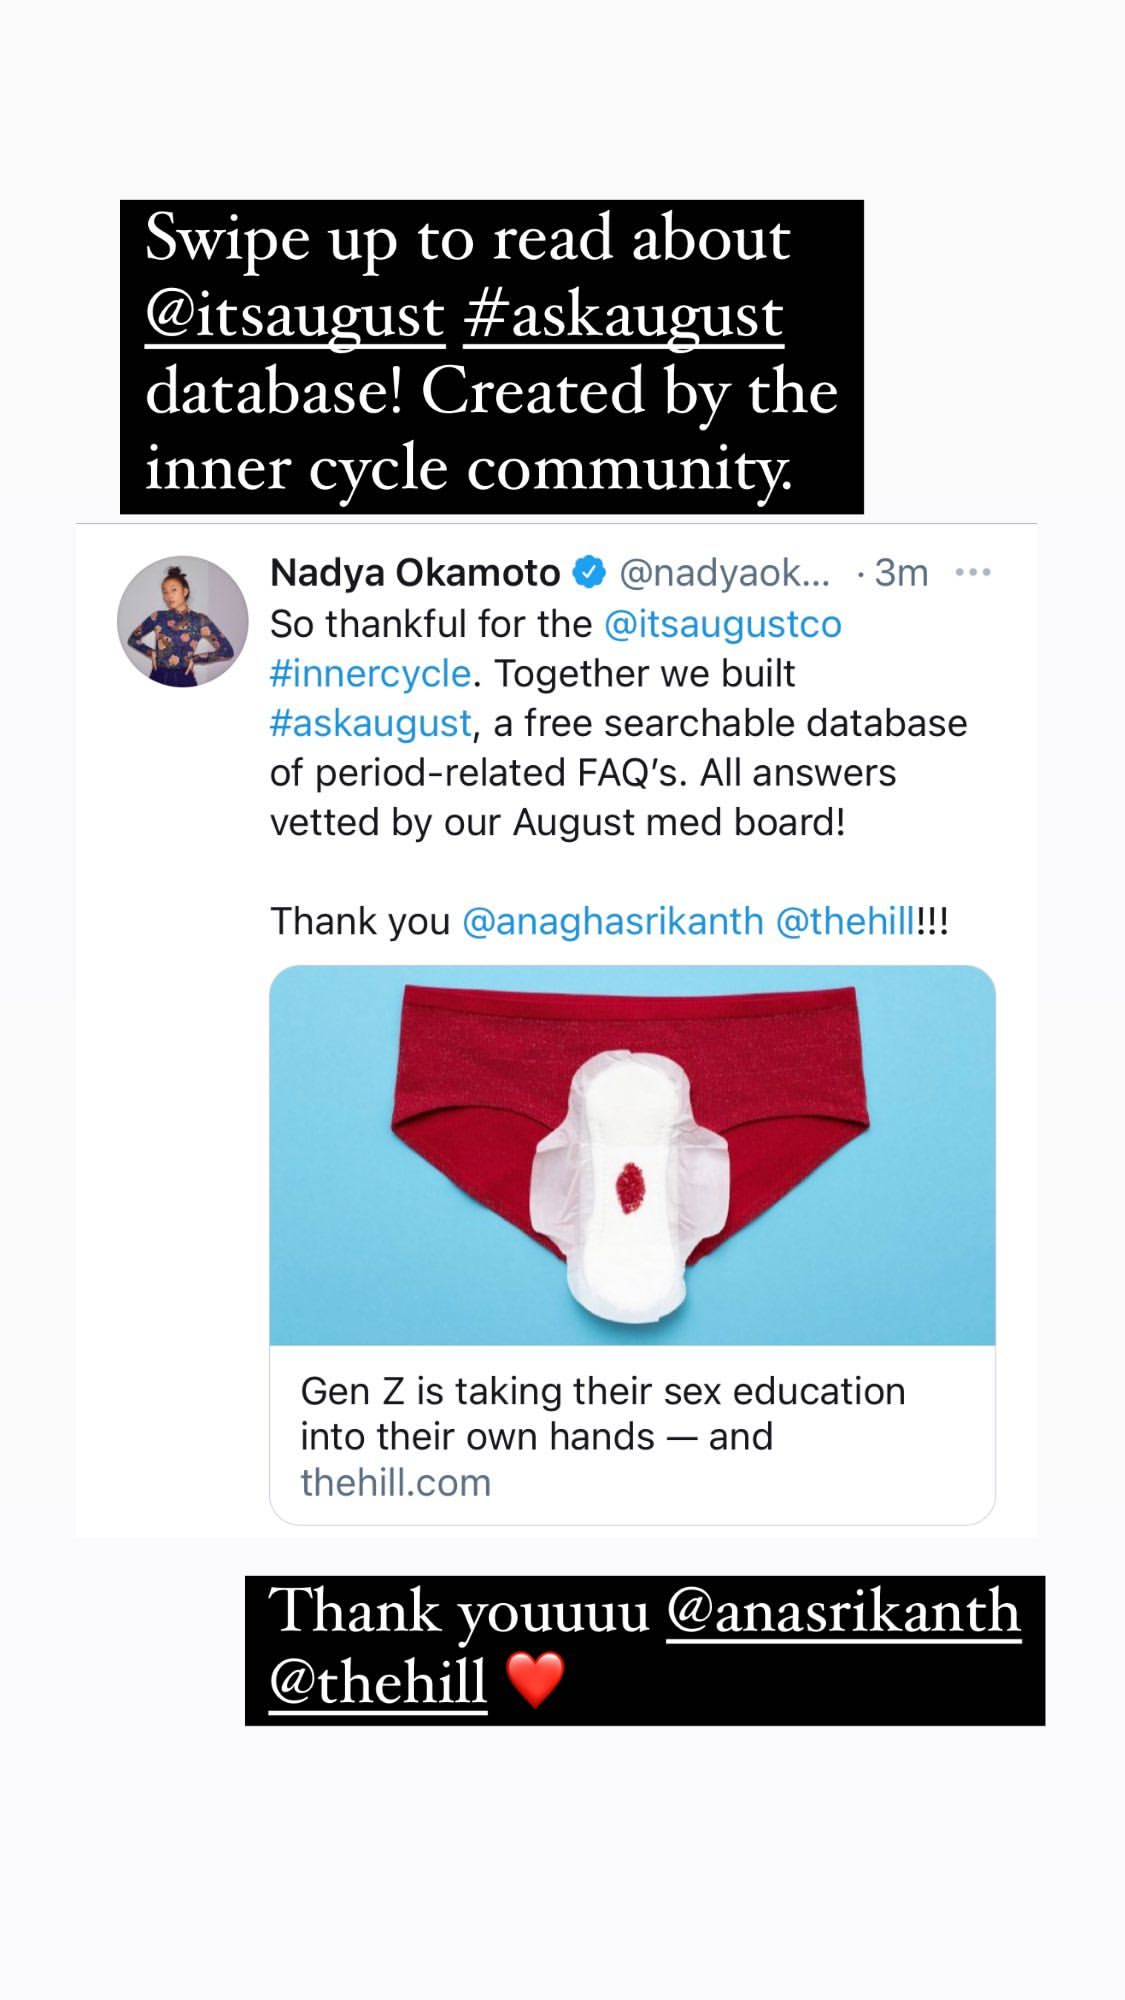 Swipe up to read about
@itsaugust #askaugust
database! Created by the
inner cycle community.
Nadya Okamoto @nadyaok... · 3m
So thankful for the @itsaugustco
#innercycle. Together we built
#askaugust, a free searchable database
of period-related FAQ's. All answers
vetted by our August med board!
Thank you @anaghasrikanth @thehill!!!
Gen Z is taking their sex education
into their own hands — and
thehill.com
Thank youuuu @anasrikanth
@thehill ❤️